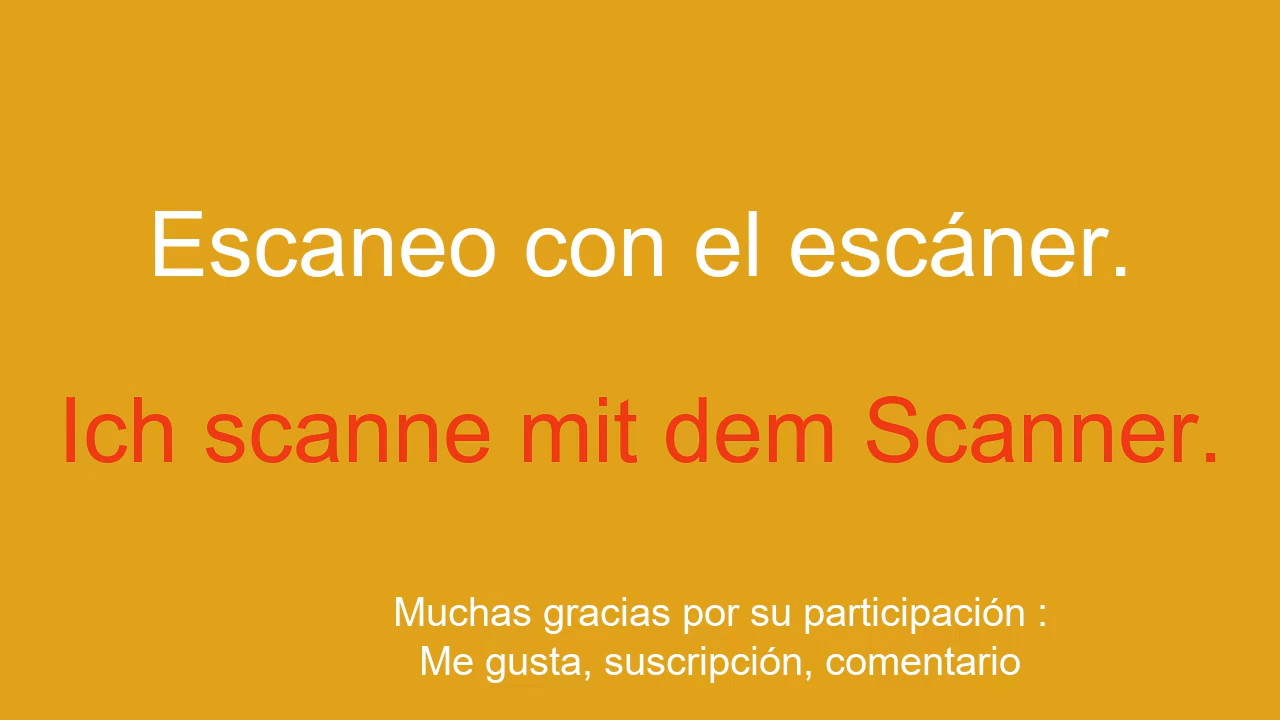 Escaneo con el escáner.
Ich scanne mit dem Scanner.
Muchas gracias por su participación :
Me gusta, suscripción, comentario